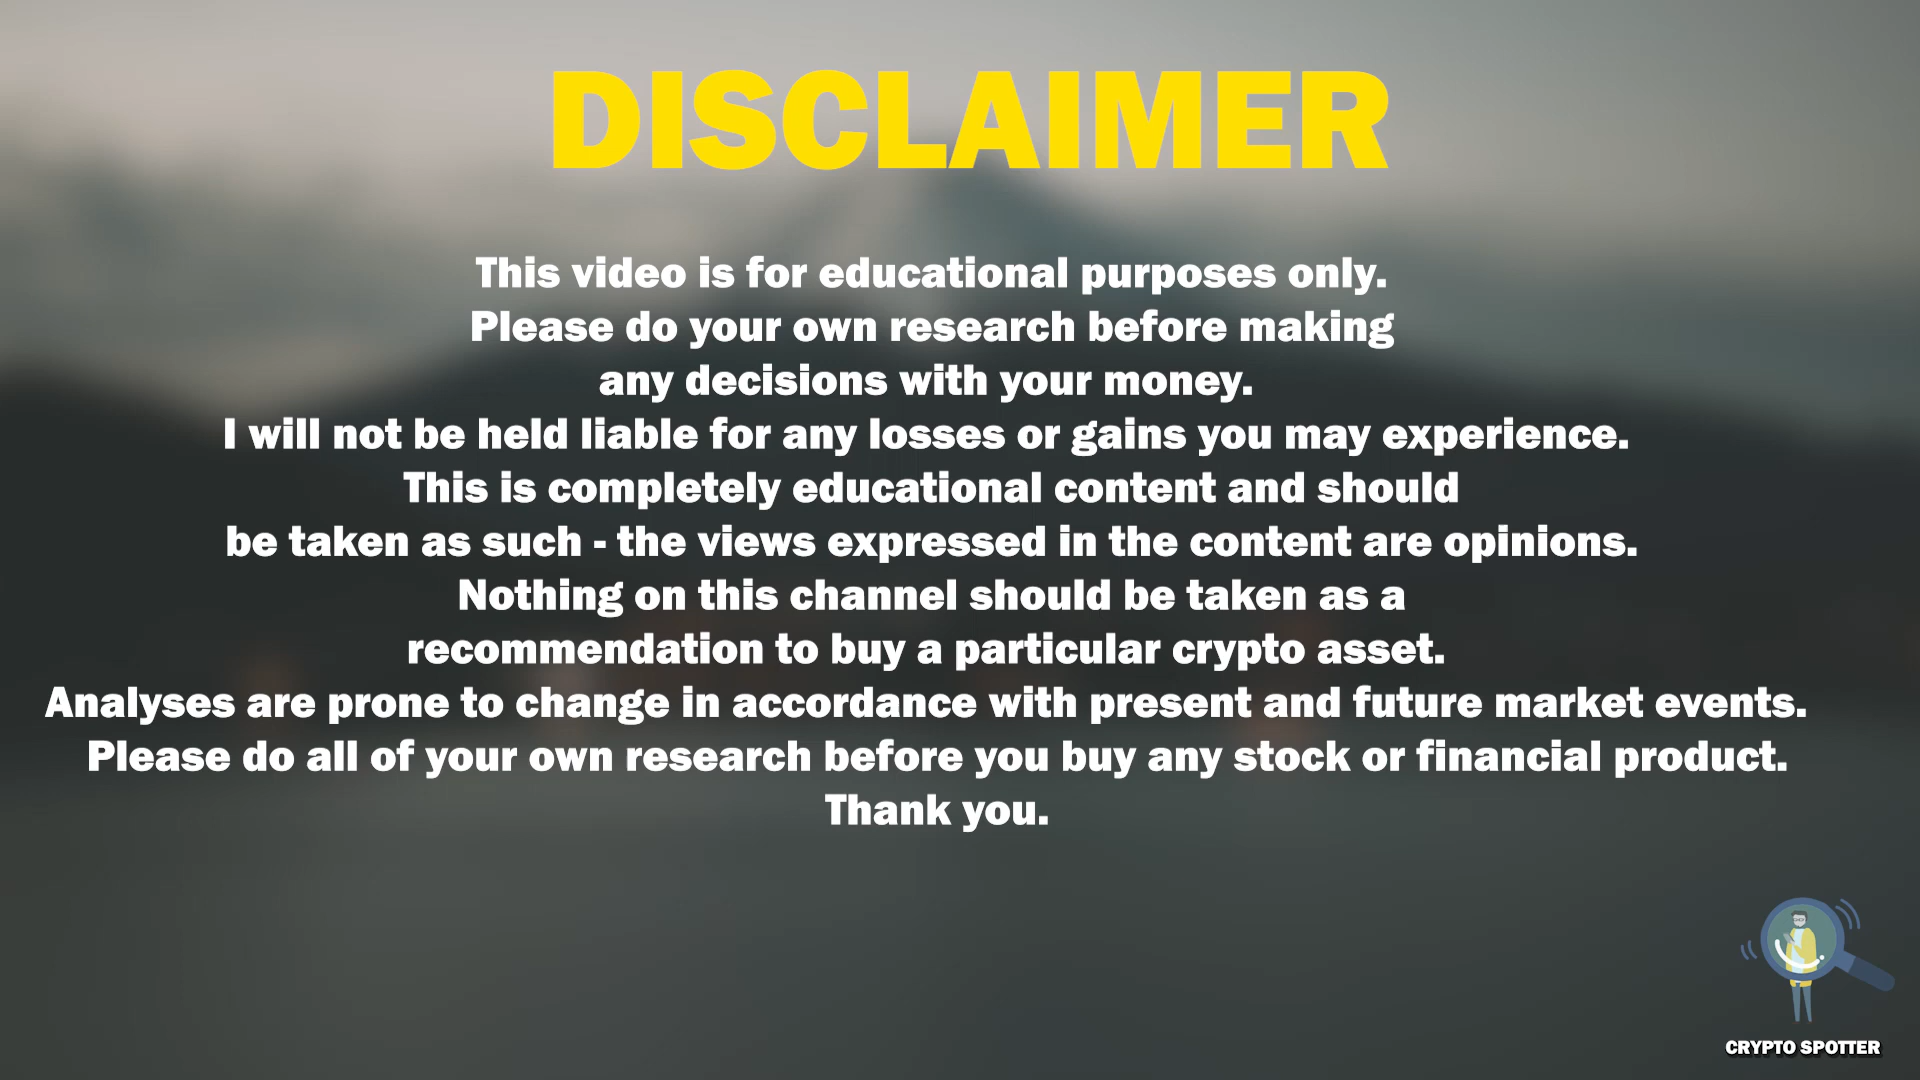 DISCLAIMER
This video is for educational purposes only.
Please do your own research before making
any decisions with your money.
I will not be held liable for any losses or gains you may experience.
This is completely educational content and should
be taken as such - the views expressed in the content are opinions.
Nothing on this channel should be taken as a
recommendation to buy a particular crypto asset.
Analyses are prone to change in accordance with present and future market events.
Please do all of your own research before you buy any stock or financial product.
Thank you.
CRYPTO SPOTTER